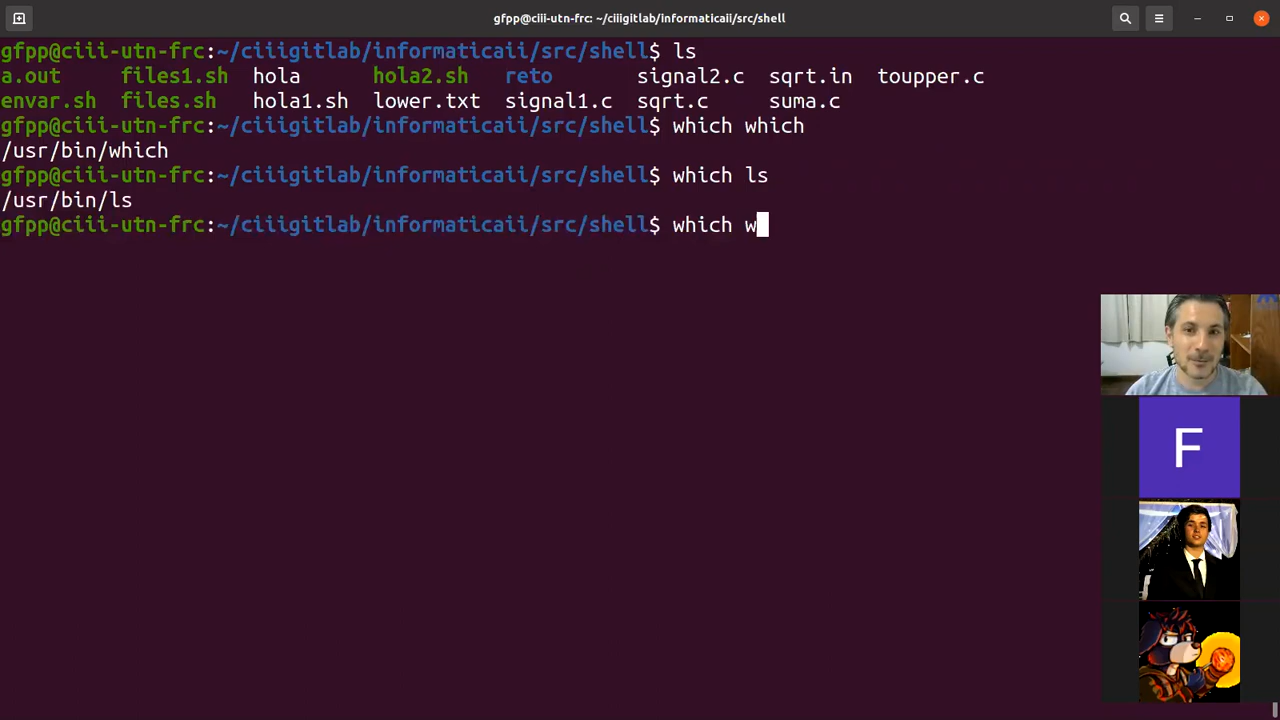 gfpp@ciii-utn-frc: ~/ciiigitlab/informaticaii/src/shell
gfpp@ciii-utn-frc:~/ciiigitlab/informaticaii/src/shell$ ls
a.out files1.sh hola hola2.sh reto signal2.c sqrt.in toupper.c
envar.sh files.sh hola1.sh lower.txt signal1.c sqrt.c suma.c
gfpp@ciii-utn-frc:~/ciiigitlab/informaticaii/src/shell$ which which
/usr/bin/which
gfpp@ciii-utn-frc:~/ciiigitlab/informaticaii/src/shell$ which ls
/usr/bin/ls
gfpp@ciii-utn-frc:~/ciiigitlab/informaticaii/src/shell$ which w
F